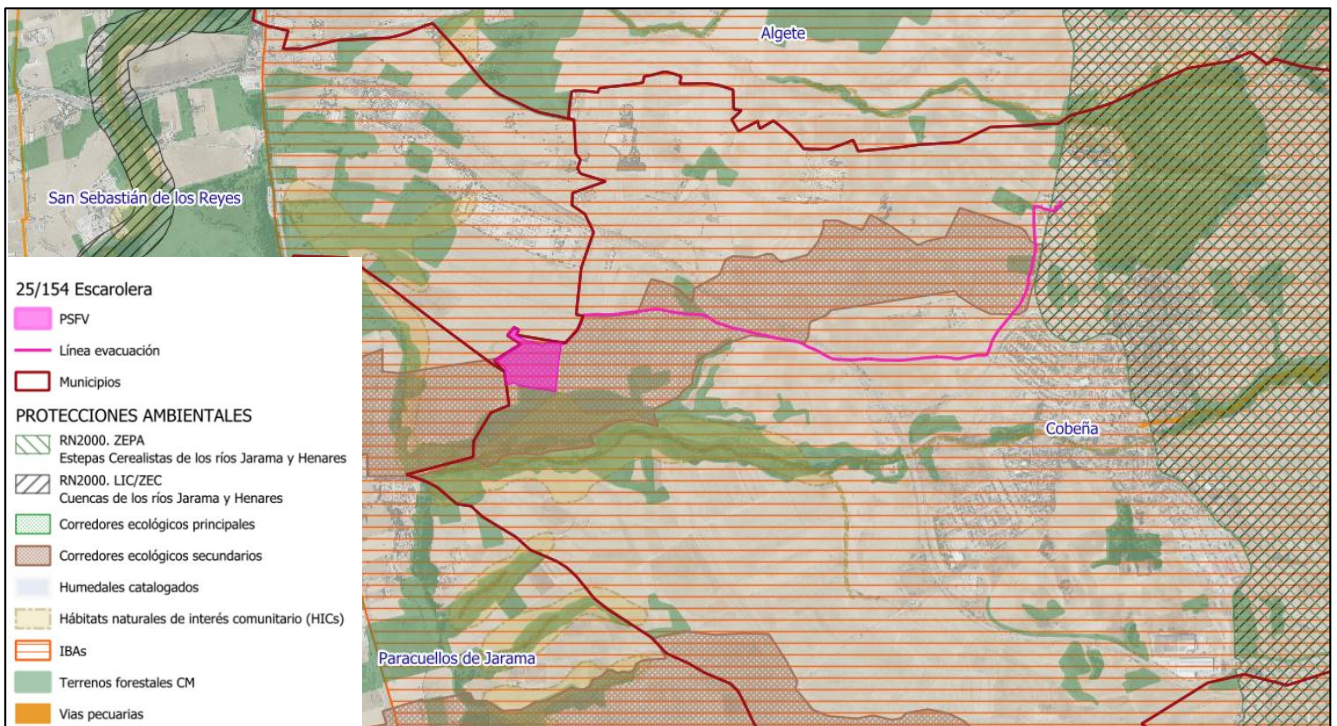 Algete
San Sebastián de los Reyes
25/154 Escarolera
PSFV
Línea evacuación
Municipios
PROTECCIONES AMBIENTALES
RN2000. ZEPA
Estepas Cerealistas de los ríos Jarama y Henares
RN2000. LIC/ZEC
Cuencas de los ríos Jarama y Henares
Corredores ecológicos principales
Corredores ecológicos secundarios
Humedales catalogados
Hábitats naturales de interés comunitario (HICs)
IBAs
Terrenos forestales CM
Vias pecuarias
Cobeña
Paracuellos de Jarama